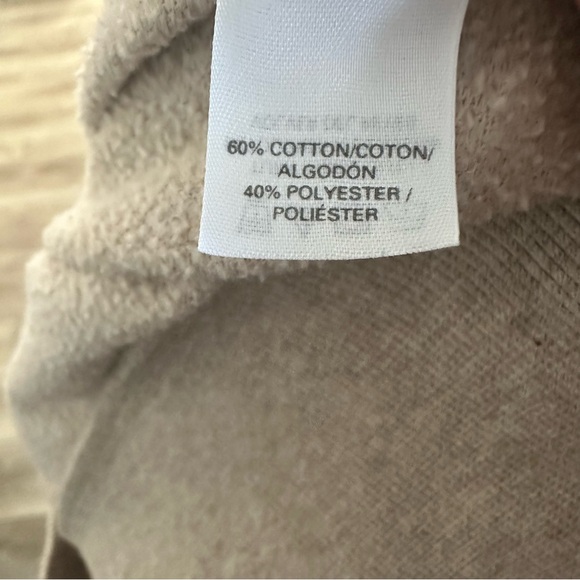 60% COTTON/COTON/
ALGODÓN
40% POLYESTER /
POLIÉSTER